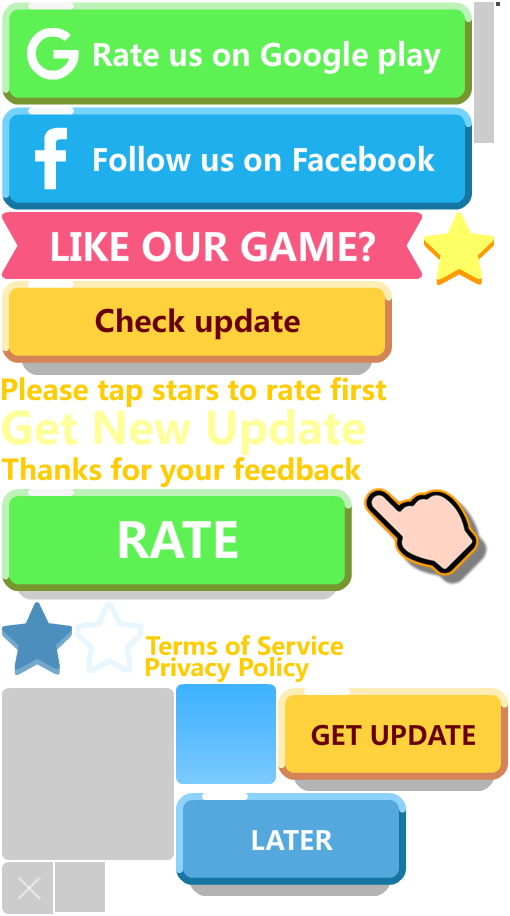 Rate us on Google play
Follow us on Facebook
LIKE OUR GAME?
Check update
Please tap stars to rate first
Get New Update
Thanks for your feedback
RATE
Terms of Service
Privacy Policy
GET UPDATE
LATER